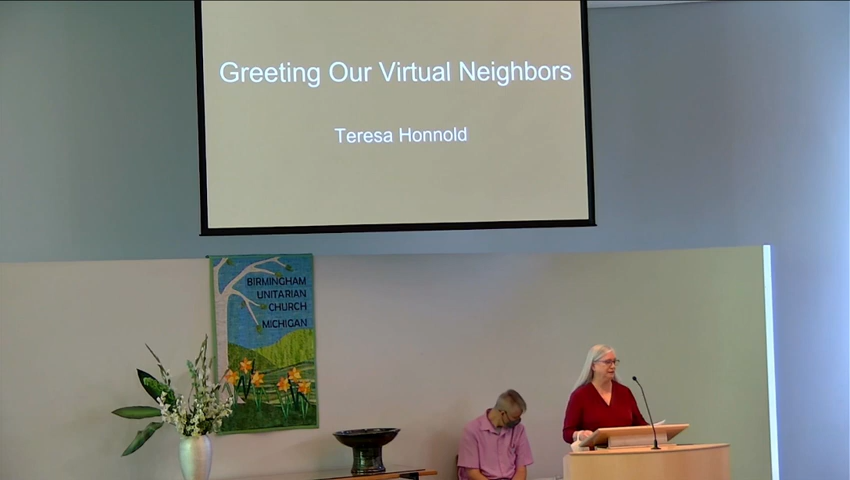 Greeting Our Virtual Neighbors
Teresa Honnold
BIRMINGHAM
UNITARIAN
CHURCH
MICHIGAN